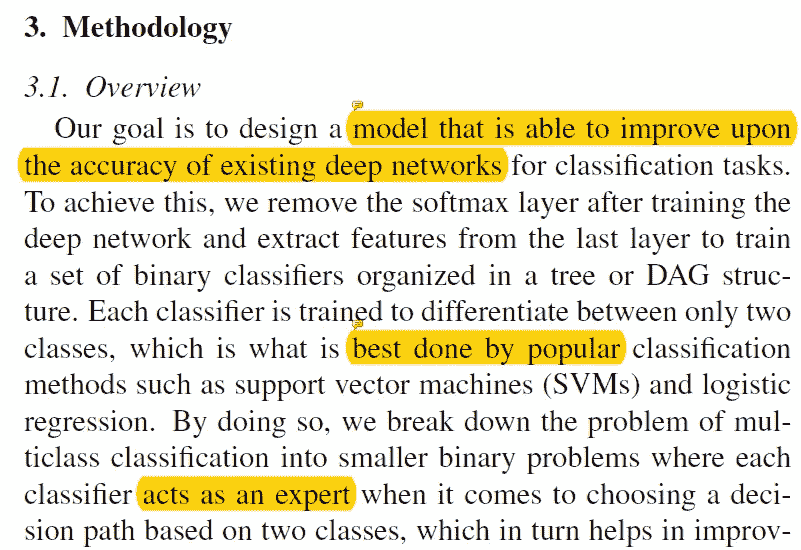 3. Methodology
3.1. Overview
Our goal is to design a model that is able to improve upon
the accuracy of existing deep networks for classification tasks.
To achieve this, we remove the softmax layer after training the
deep network and extract features from the last layer to train
a set of binary classifiers organized in a tree or DAG struc-
ture. Each classifier is trained to differentiate between only two
classes, which is what is best done by popular classification
methods such as support vector machines (SVMs) and logistic
regression. By doing so, we break down the problem of mul-
ticlass classification into smaller binary problems where each
classifier acts as an expert when it comes to choosing a deci-
sion path based on two classes, which in turn helps in improv-